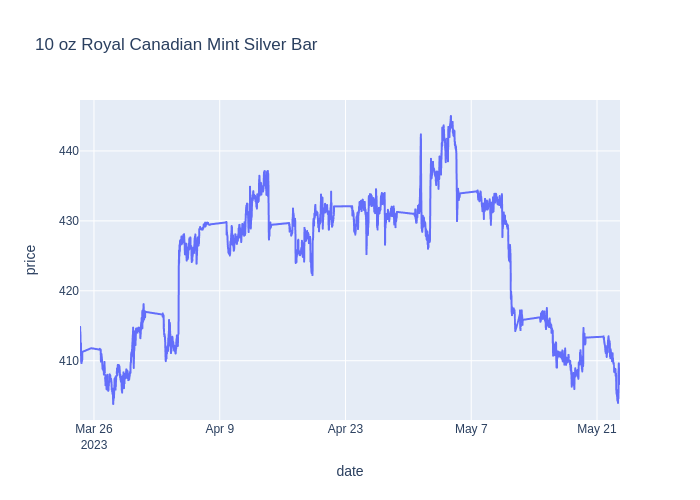 10 oz Royal Canadian Mint Silver Bar
440
430
420
410
price
Mar 26
2023
Apr 9
Apr 23
May 7
May 21
date